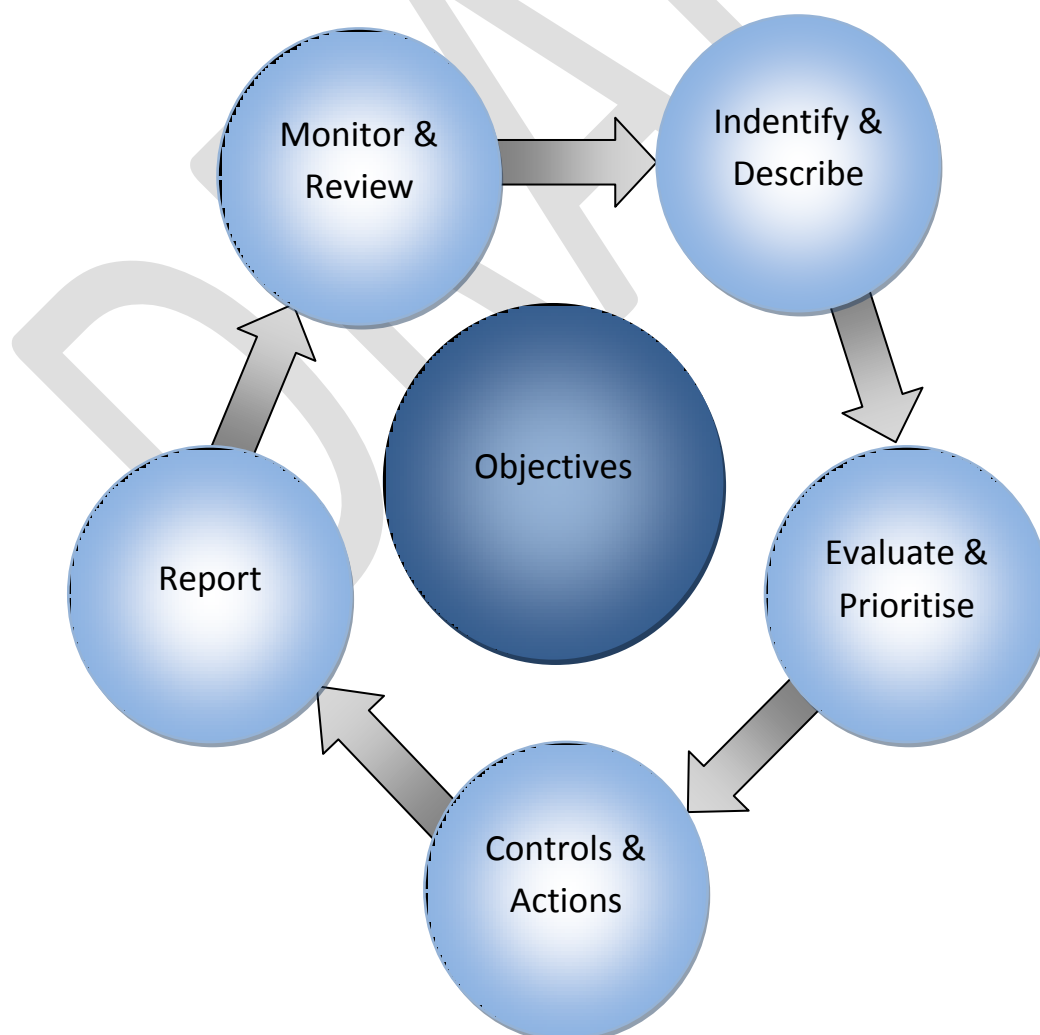 Monitor &
Review
Indentify &
Describe
Objectives
Evaluate &
Prioritise
Report
Controls &
Actions